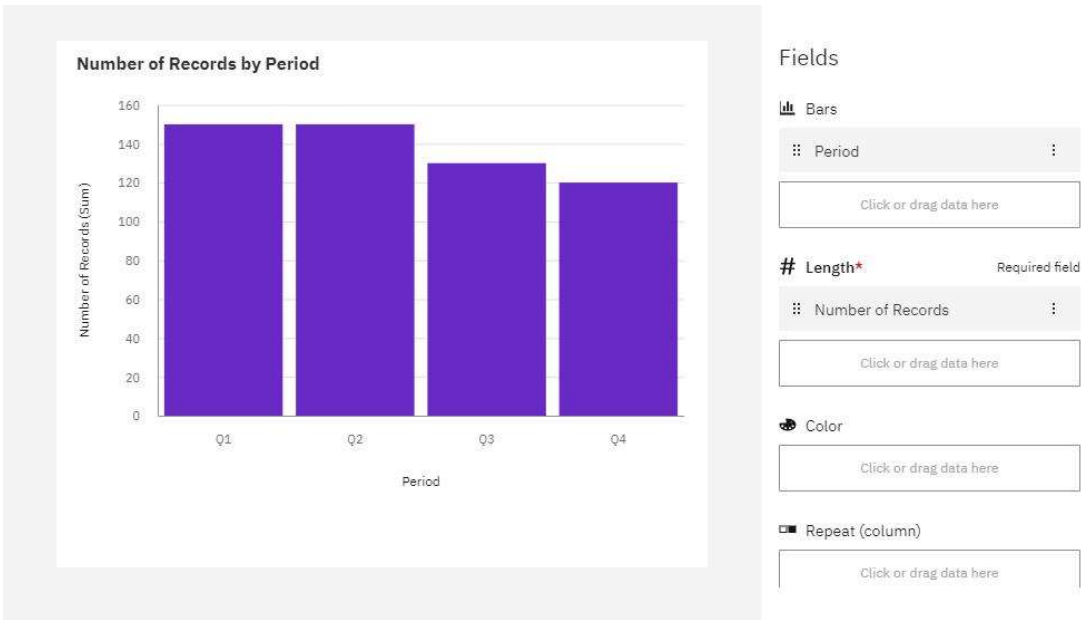 Number of Records by Period
160
140
120
100
80
60
40
20
0
Number of Records (Sum)
Q1 Q2 Q3 Q4
Period
Fields
Bars
Period
Click or drag data here
# Length* Required field
Number of Records
Click or drag data here
Color
Click or drag data here
Repeat (column)
Click or drag data here